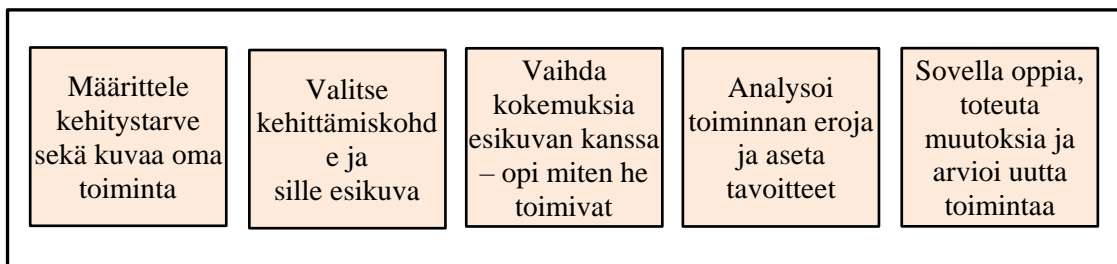 Määrittele
kehitystarve
sekä kuvaa oma
toiminta
Valitse
kehittämiskohd
e ja
sille esikuva
Vaihda
kokemuksia
esikuvan kanssa
– opi miten he
toimivat
Analysoi
toiminnan eroja
ja aseta
tavoitteet
Sovella oppia,
toteuta
muutoksia ja
arvioi uutta
toimintaa